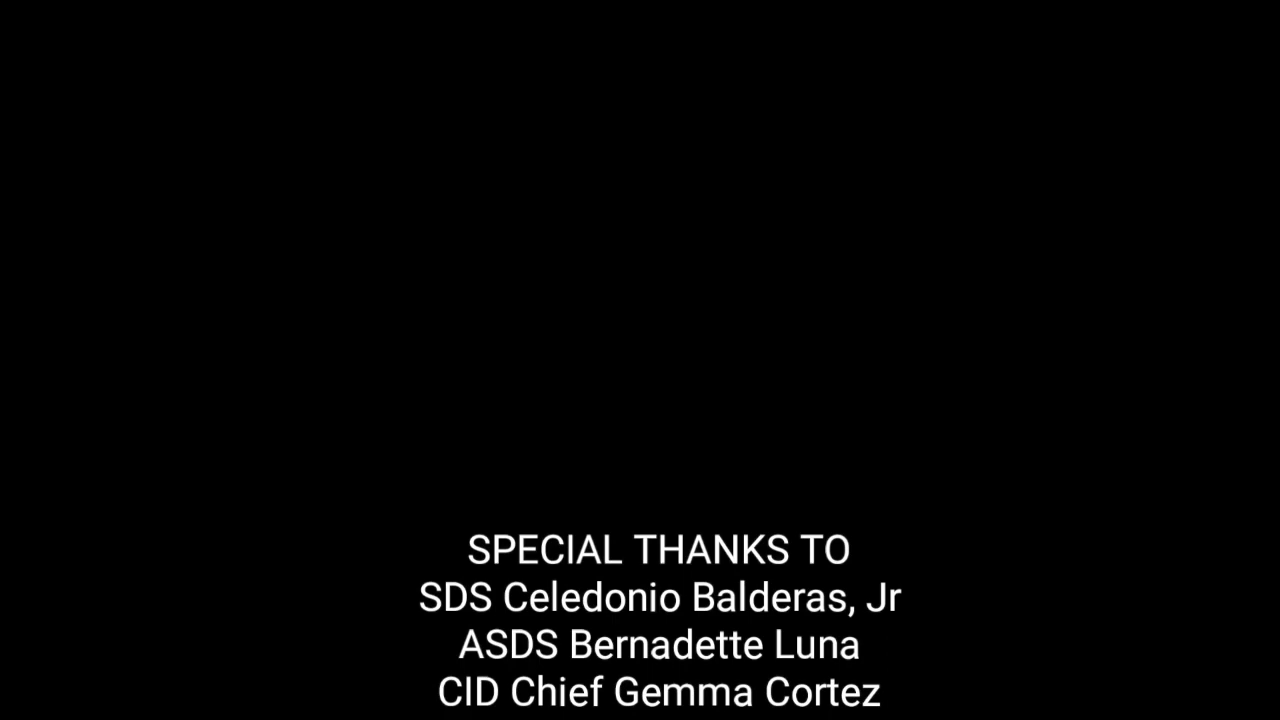 SPECIAL THANKS TO
SDS Celedonio Balderas, Jr
ASDS Bernadette Luna
CID Chief Gemma Cortez